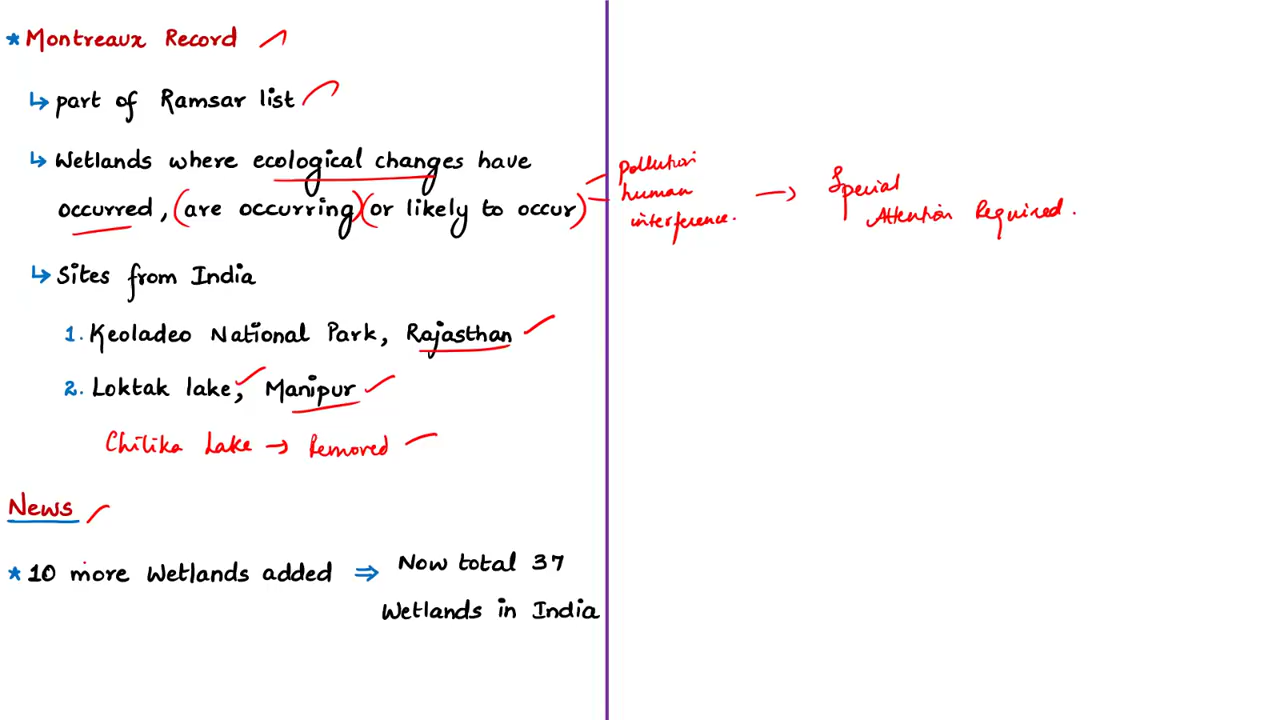 * Montreaux Record
↳ part of Ramsar list
↳ Wetlands where ecological changes have
occurred, (are occurring)(or likely to occur)
pollution
human
interference. → Special
Attention Required.
↳ Sites from India
1. Keoladeo National Park, Rajasthan
2. Loktak lake, Manipur
Chilika Lake → Removed
News
* 10 more Wetlands added ⇒ Now total 37
Wetlands in India